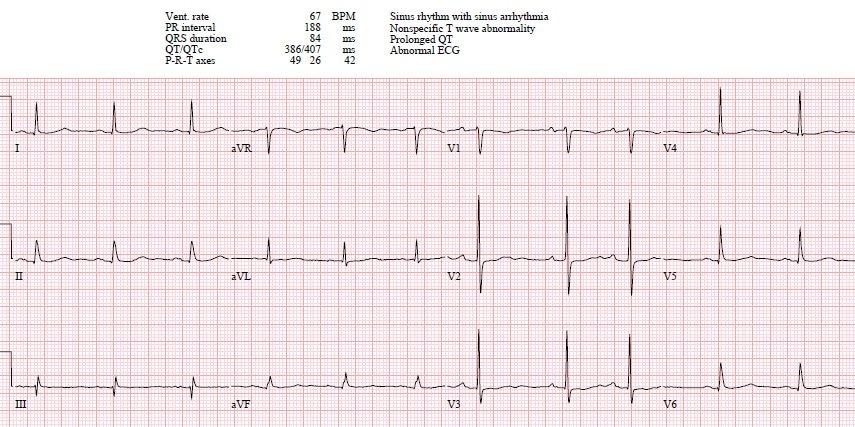 Vent. rate 67 BPM
PR interval 188 ms
QRS duration 84 ms
QT/QTc 386/407 ms
P-R-T axes 49 26 42
Sinus rhythm with sinus arrhythmia
Nonspecific T wave abnormality
Prolonged QT
Abnormal ECG
I aVR V1 V4
II aVL V2 V5
III aVF V3 V6